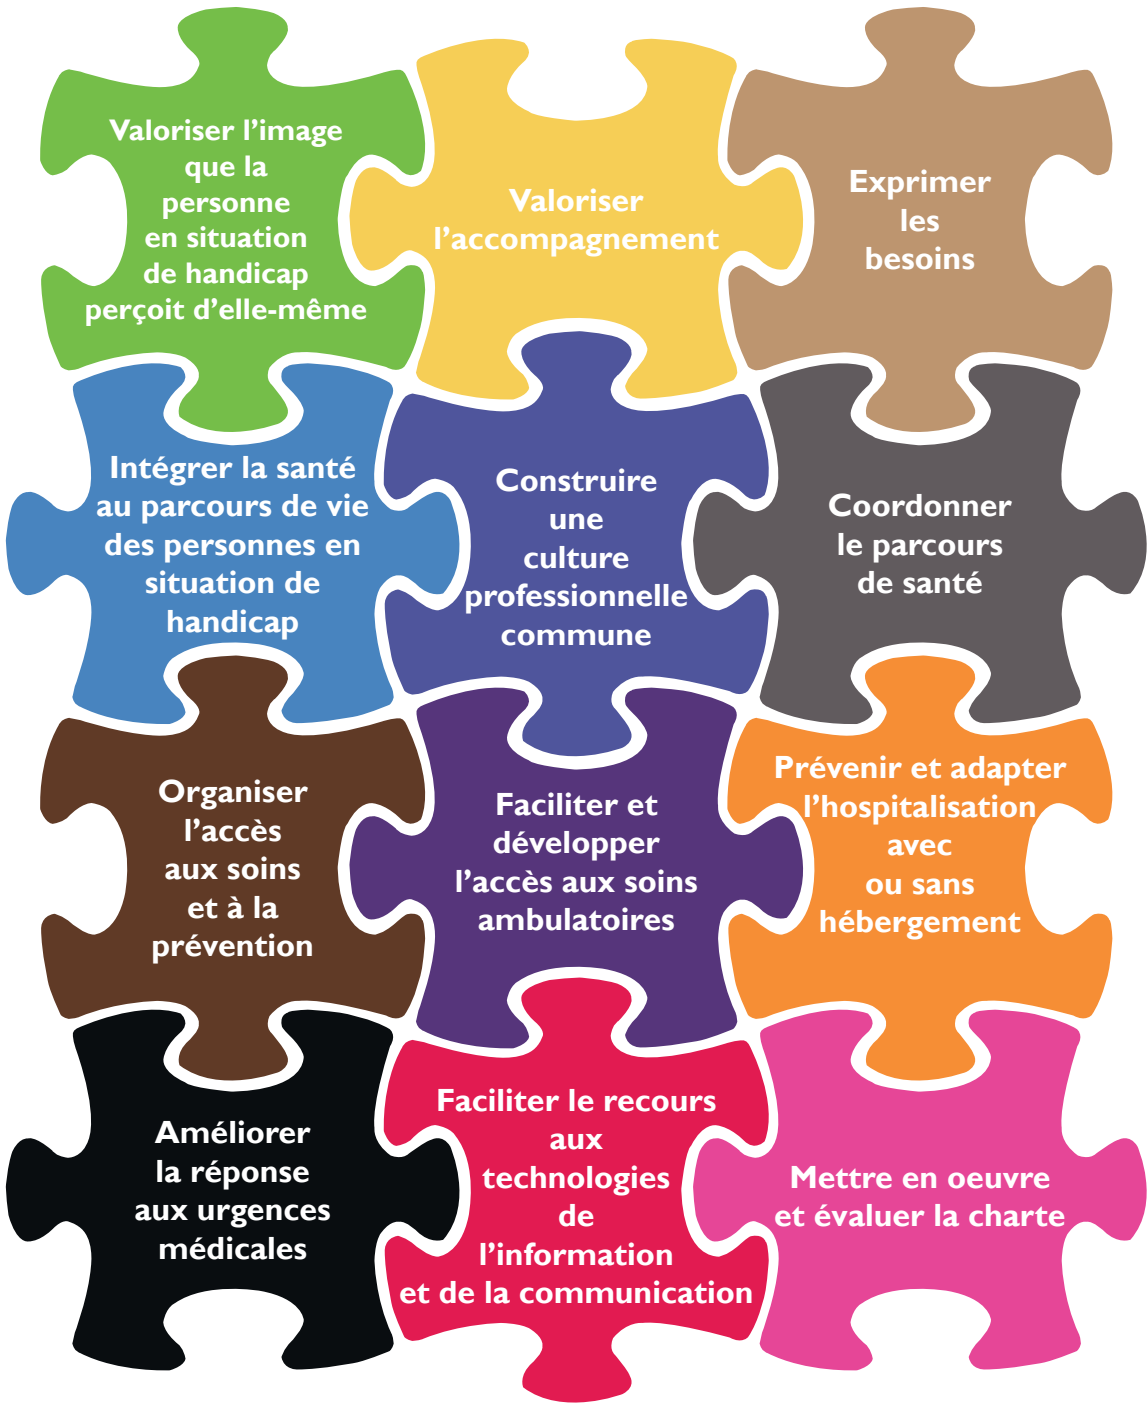 Valoriser l’image
que la
personne
en situation
de handicap
perçoit d’elle-même
Valoriser
l’accompagnement
Exprimer
les
besoins
Intégrer la santé
au parcours de vie
des personnes en
situation de
handicap
Construire
une
culture
professionnelle
commune
Coordonner
le parcours
de santé
Organiser
l’accès
aux soins
et à la
prévention
Faciliter et
développer
l’accès aux soins
ambulatoires
Prévenir et adapter
l’hospitalisation
avec
ou sans
hébergement
Améliorer
la réponse
aux urgences
médicales
Faciliter le recours
aux
technologies
de
l’information
et de la communication
Mettre en oeuvre
et évaluer la charte